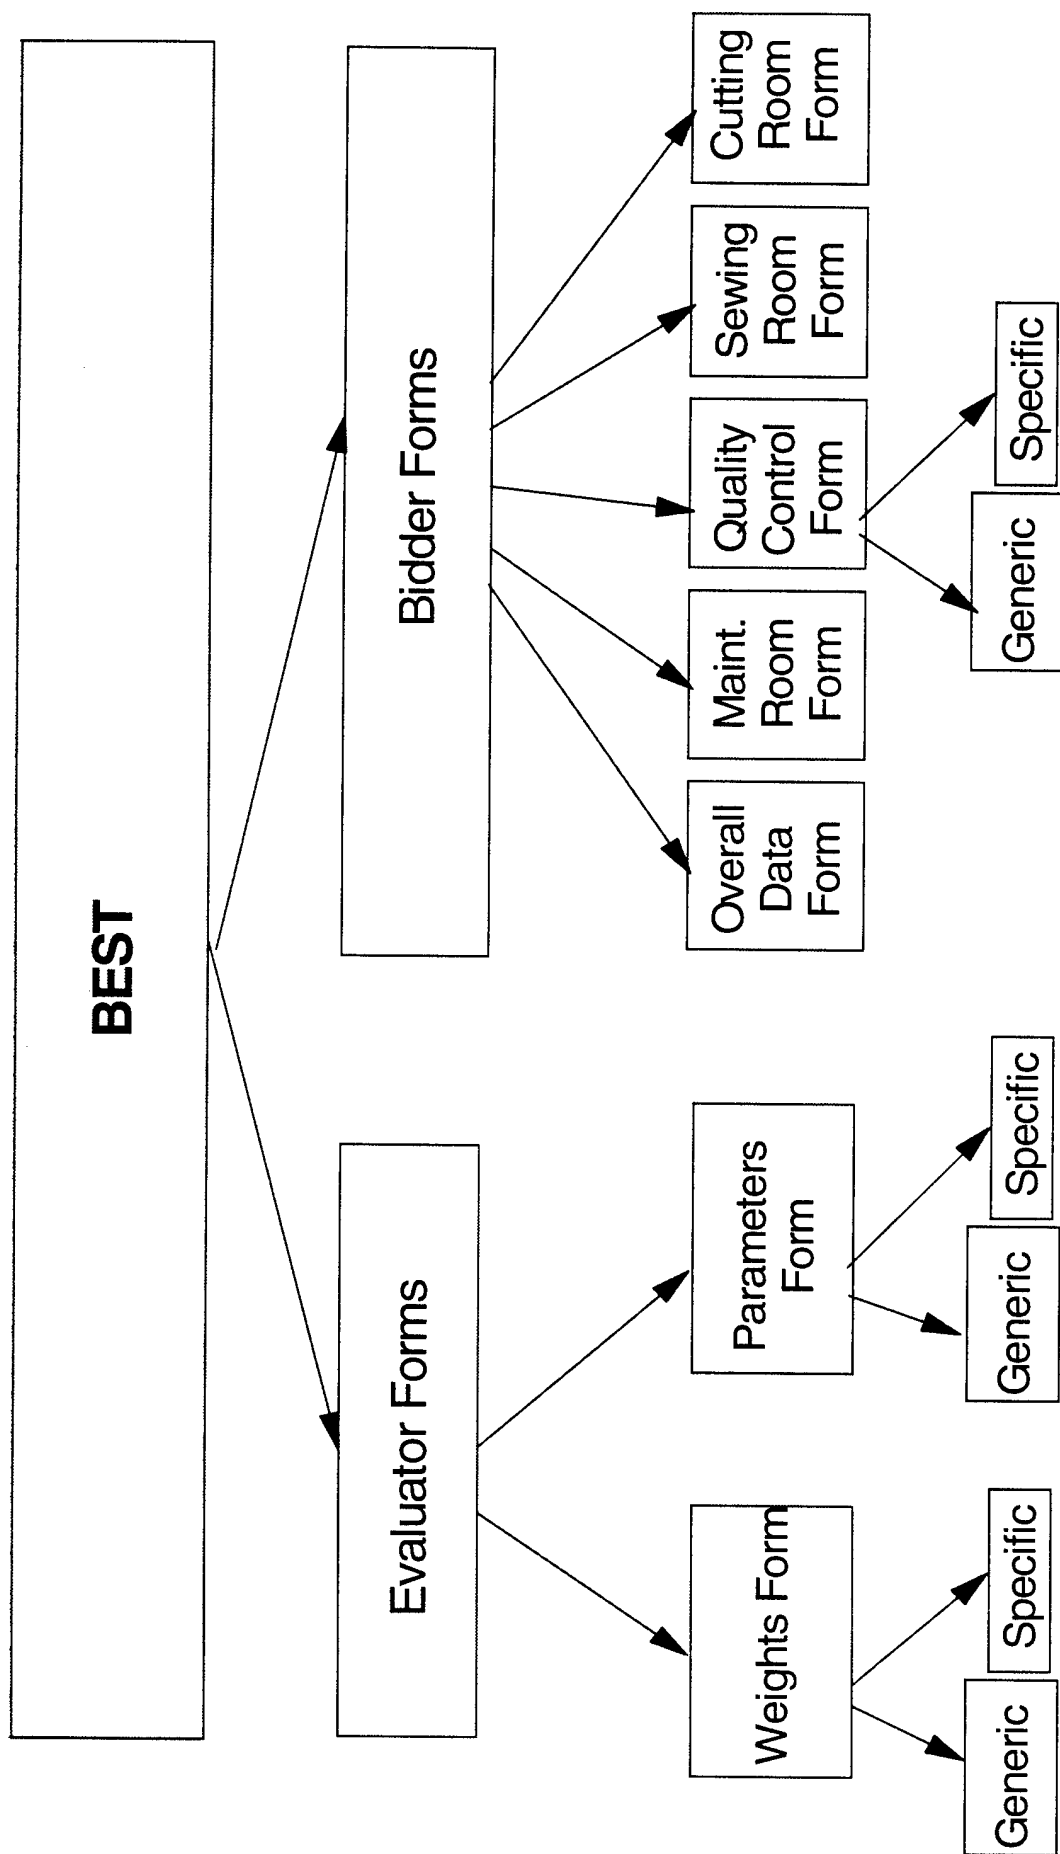 BEST
Evaluator Forms
Bidder Forms
Weights Form
Parameters
Form
Overall
Data
Form
Maint.
Room
Form
Quality
Control
Form
Sewing
Room
Form
Cutting
Room
Form
Generic
Specific
Generic
Specific
Generic
Specific